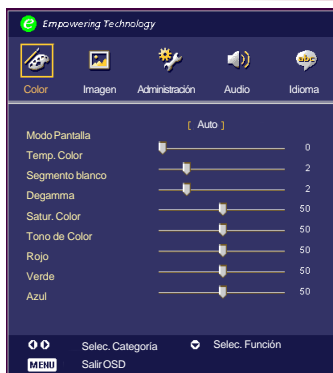 e Empowering Technology
Color Imagen Administración Audio Idioma
Modo Pantalla [ Auto ]
Temp. Color 0
Segmento blanco 2
Degamma 2
Satur. Color 50
Tono de Color 50
Rojo 50
Verde 50
Azul 50
Selec. Categoría Selec. Función
MENU Salir OSD
abc